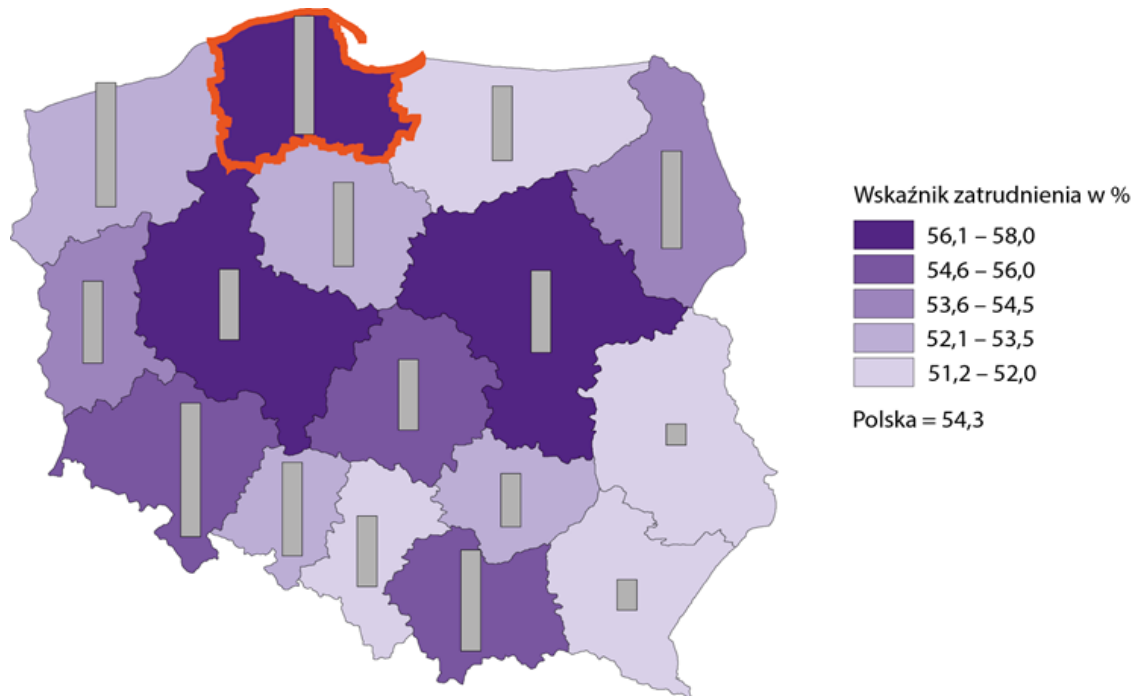 Wskaźnik zatrudnienia w %
56,1 – 58,0
54,6 – 56,0
53,6 – 54,5
52,1 – 53,5
51,2 – 52,0
Polska = 54,3